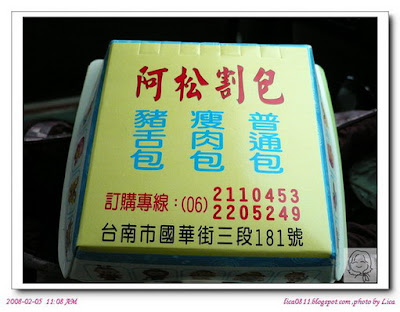 阿松割包
普通包
瘦肉包
豬舌包
訂購專線：(06) 2110453
2205249
台南市國華街三段181號
2008-02-05 11:08 AM
lica0811.blogspot.com ,photo by Lica